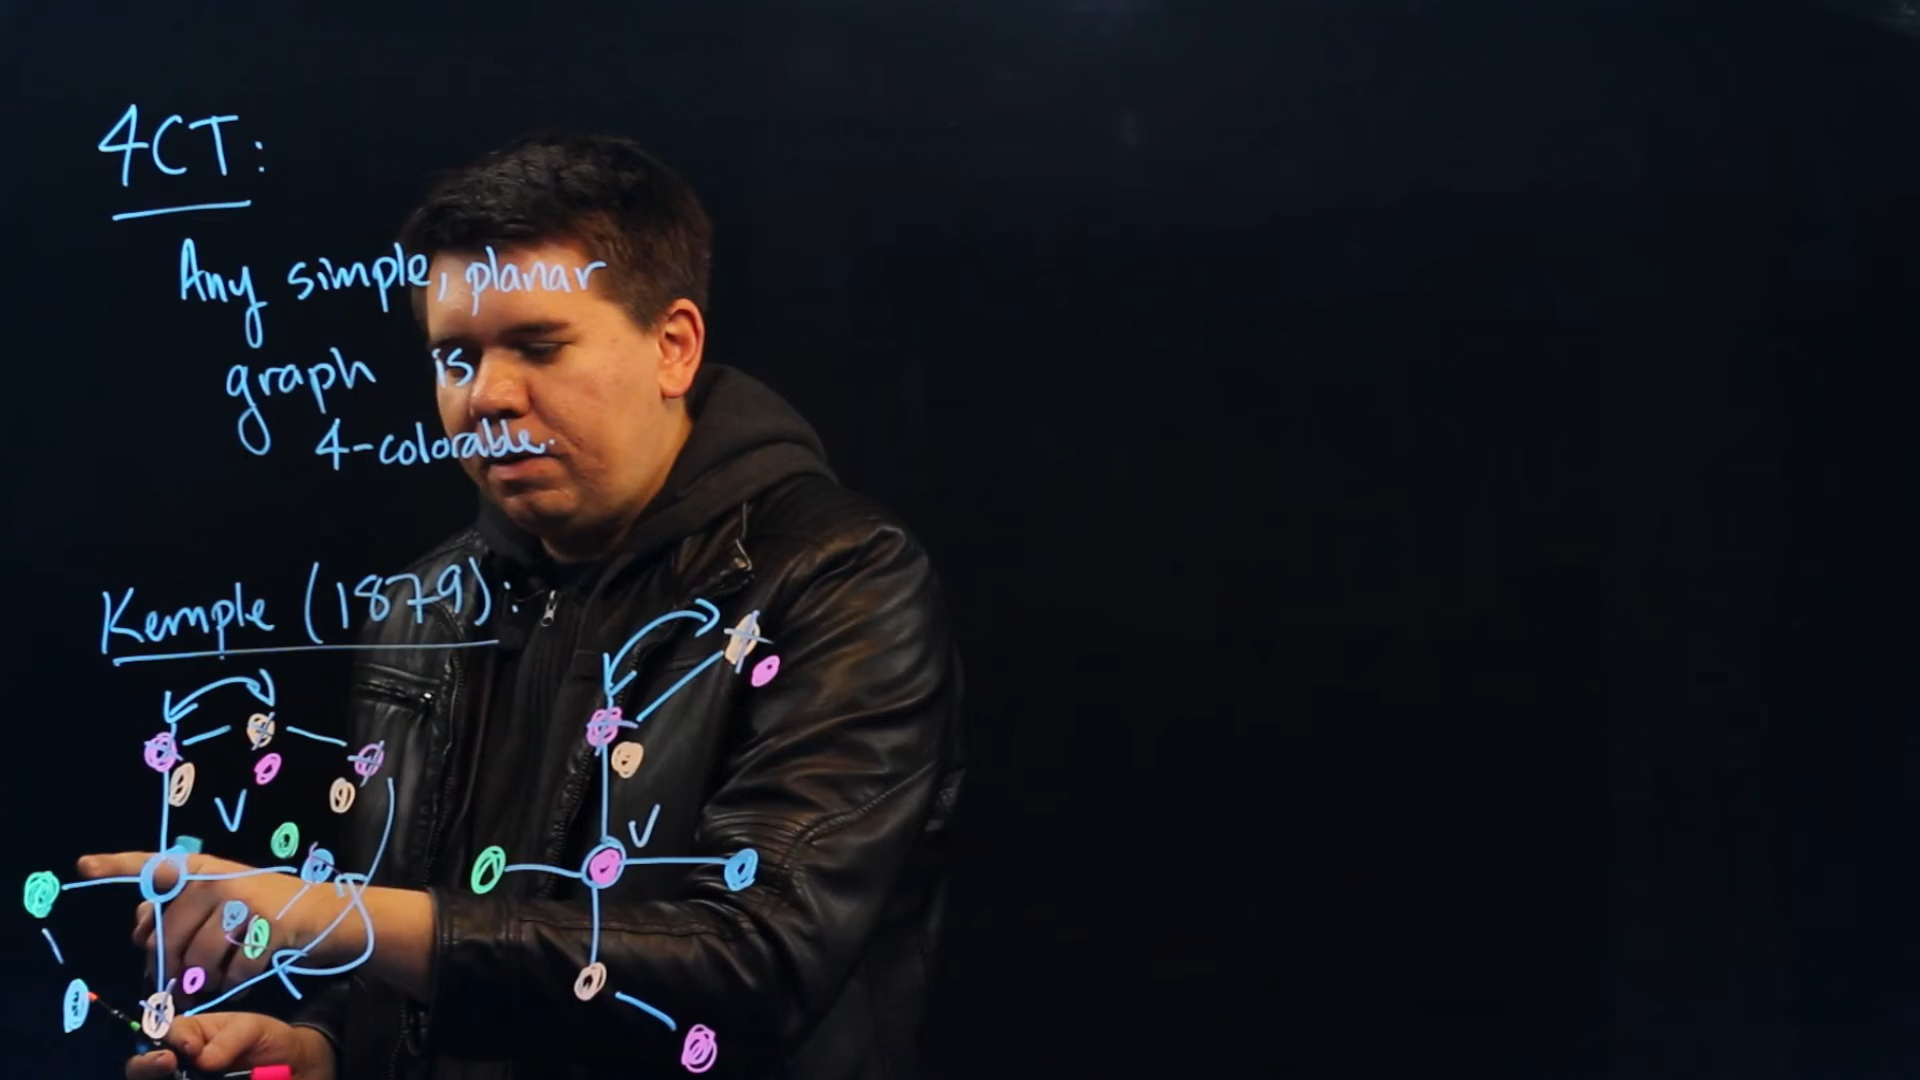 4CT:
Any simple, planar
graph is
4-colorable.
Kemple (1879):
V
V